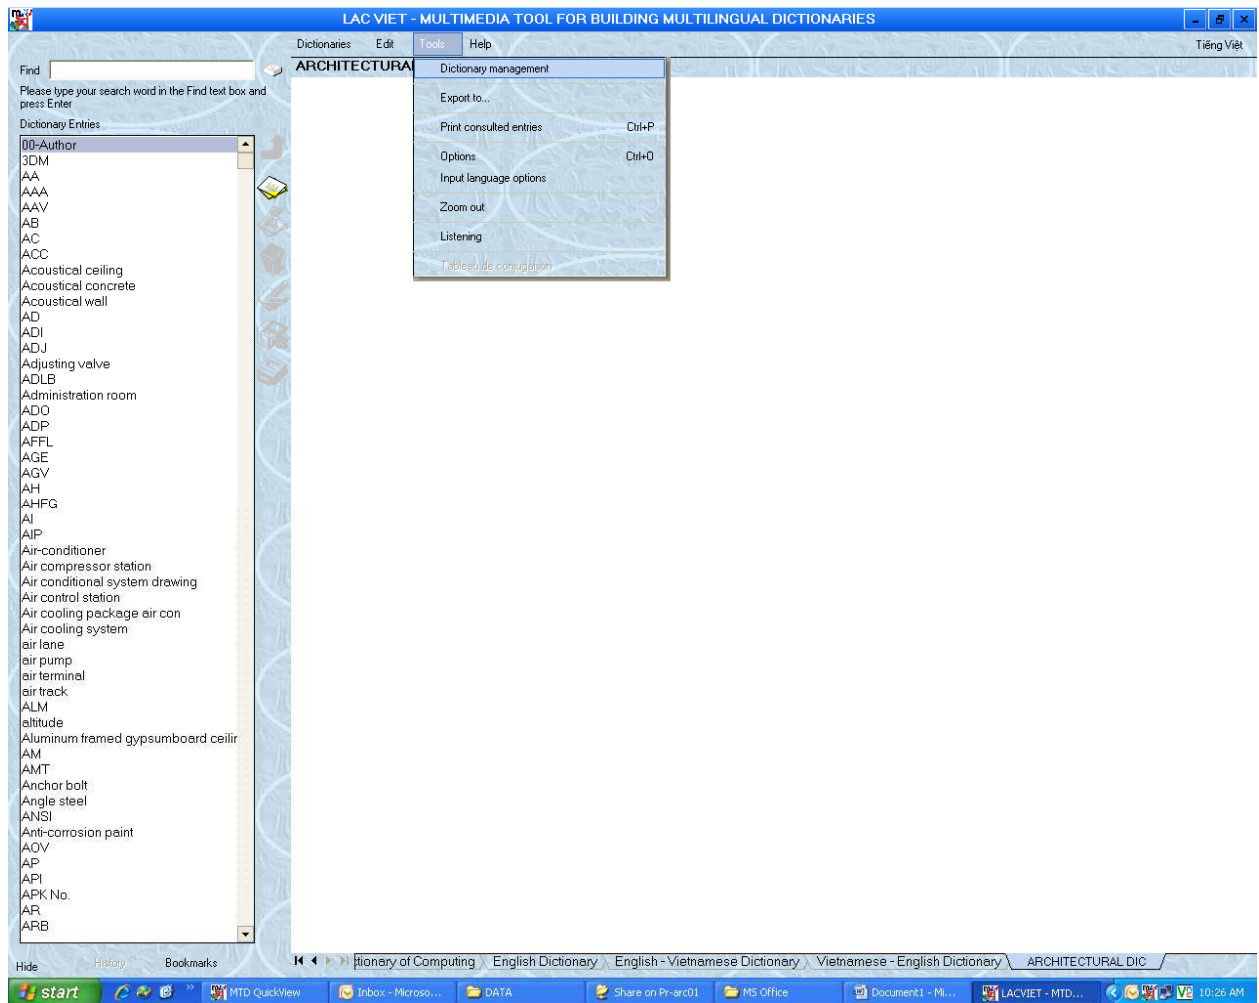 LAC VIET - MULTIMEDIA TOOL FOR BUILDING MULTILINGUAL DICTIONARIES
Dictionaries Edit Tools Help Tiếng Việt
Find
ARCHITECTURA
Please type your search word in the Find text box and
press Enter
Dictionary Entries
00-Author
3DM
AA
AAA
AAV
AB
AC
ACC
Acoustical ceiling
Acoustical concrete
Acoustical wall
AD
ADI
ADJ
Adjusting valve
ADLB
Administration room
ADO
ADP
AFFL
AGE
AGV
AH
AHFG
AI
AIP
Air-conditioner
Air compressor station
Air conditional system drawing
Air control station
Air cooling package air con
Air cooling system
air lane
air pump
air terminal
air track
ALM
altitude
Aluminum framed gypsumboard ceilir
AM
AMT
Anchor bolt
Angle steel
ANSI
Anti-corrosion paint
AOV
AP
API
APK No.
AR
ARB
Dictionary management
Export to...
Print consulted entries Ctrl+P
Options Ctrl+O
Input language options
Zoom out
Listening
Tableau de conjugaison
Hide History Bookmarks
tionary of Computing English Dictionary English - Vietnamese Dictionary Vietnamese - English Dictionary ARCHITECTURAL DIC
start MTD QuickView Inbox - Microso... DATA Share on Pr-arc01 MS Office Document1 - Mi... LACVIET - MTD... 10:26 AM